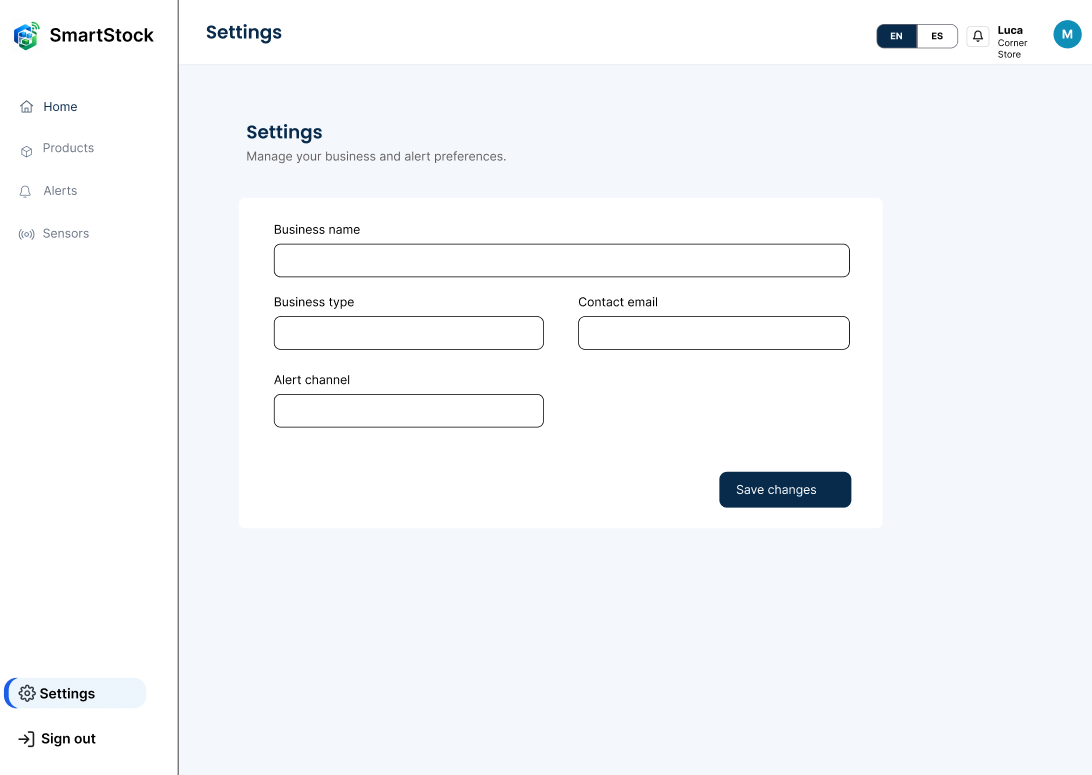 SmartStock
Settings
EN
ES
Luca
Corner
Store
M
Home
Products
Alerts
Sensors
Settings
Manage your business and alert preferences.
Business name
Business type
Contact email
Alert channel
Save changes
Settings
Sign out